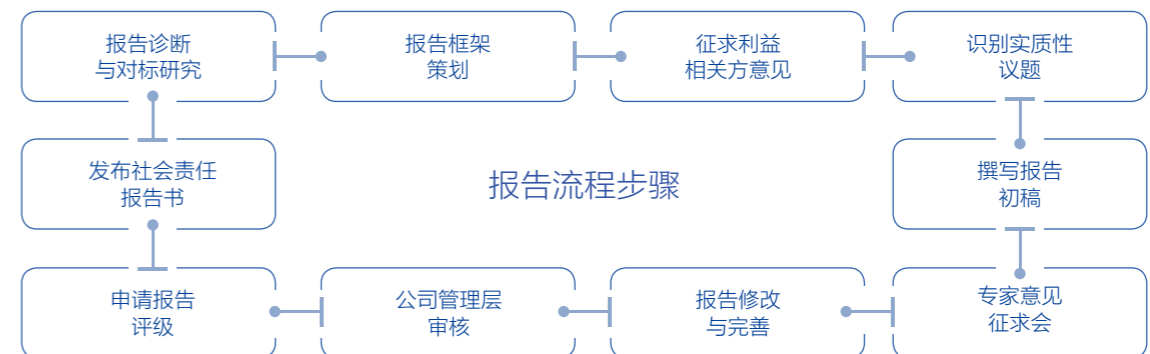 报告诊断
与对标研究
报告框架
策划
征求利益
相关方意见
识别实质性
议题
发布社会责任
报告书
报告流程步骤
撰写报告
初稿
申请报告
评级
公司管理层
审核
报告修改
与完善
专家意见
征求会